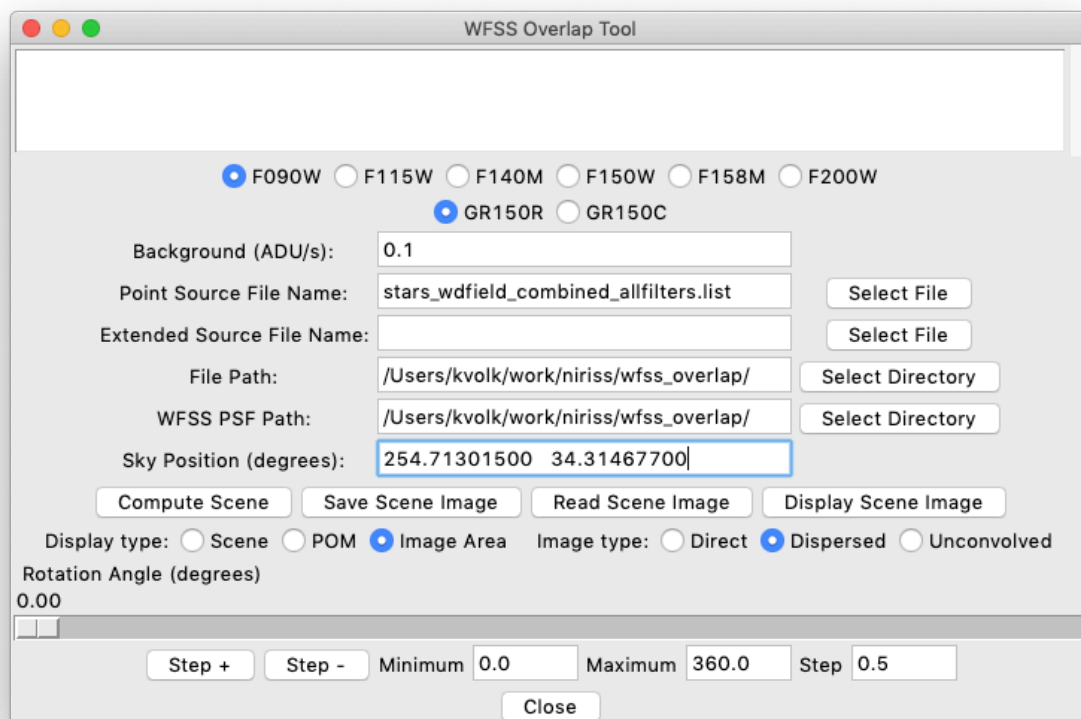 WFSS Overlap Tool
F090W F115W F140M F150W F158M F200W
GR150R GR150C
Background (ADU/s): 0.1
Point Source File Name: stars_wdfield_combined_allfilters.list Select File
Extended Source File Name: Select File
File Path: /Users/kvolk/work/niriss/wfss_overlap/ Select Directory
WFSS PSF Path: /Users/kvolk/work/niriss/wfss_overlap/ Select Directory
Sky Position (degrees): 254.71301500 34.31467700
Compute Scene Save Scene Image Read Scene Image Display Scene Image
Display type: Scene POM Image Area Image type: Direct Dispersed Unconvolved
Rotation Angle (degrees)
0.00
Step + Step - Minimum 0.0 Maximum 360.0 Step 0.5
Close